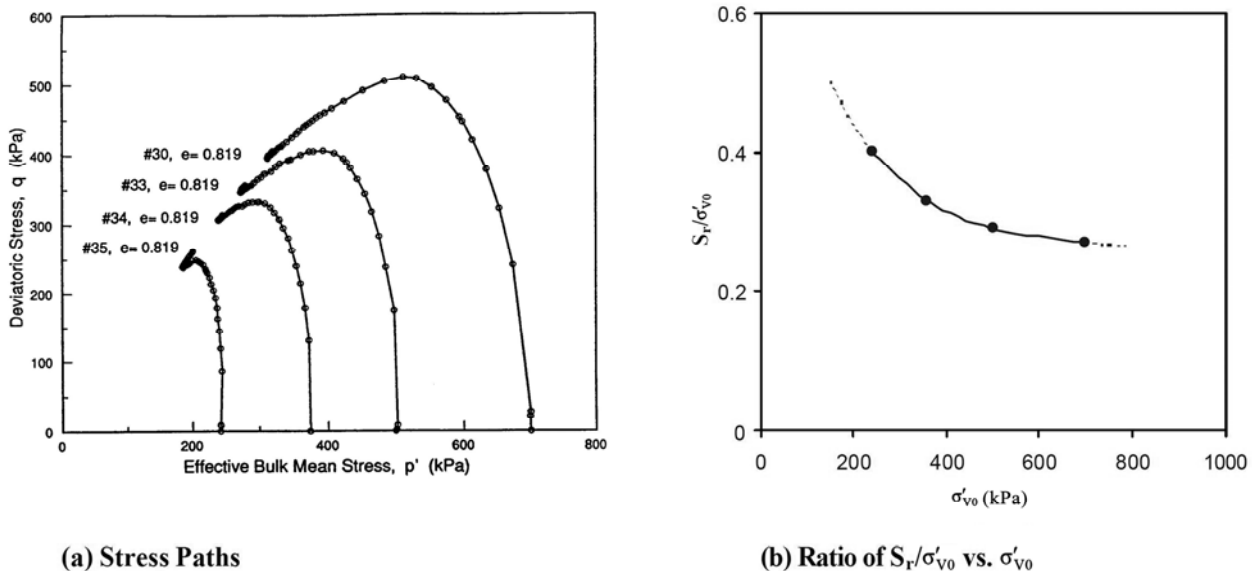 600
500
400
300
200
100
0
Deviatoric Stress, q (kPa)
#30, e= 0.819
#33, e= 0.819
#34, e= 0.819
#35, e= 0.819
0 200 400 600 800
Effective Bulk Mean Stress, p' (kPa)
(a) Stress Paths
0.6
0.4
0.2
0
Sr/σ′V0
0 200 400 600 800 1000
σ′V0 (kPa)
(b) Ratio of Sr/σ′V0 vs. σ′V0